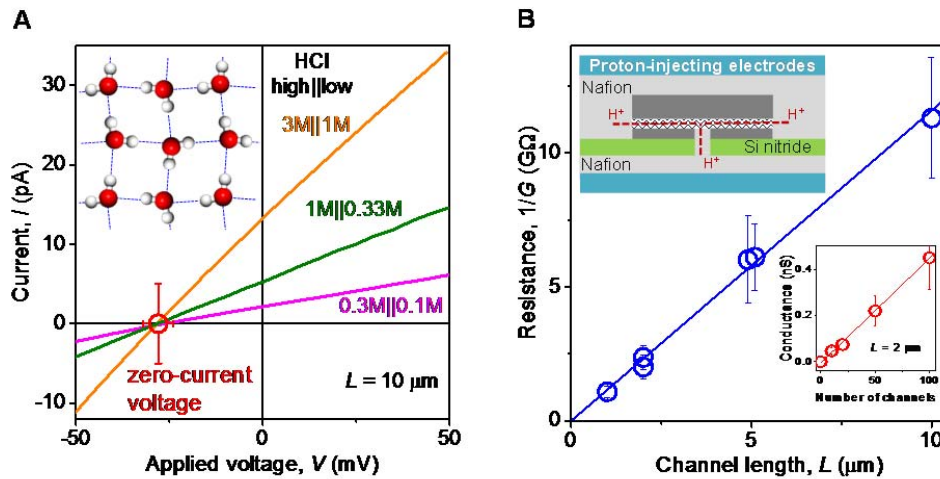 A
Current, I (pA)
30
20
10
0
-10
HCl
high||low
3M||1M
1M||0.33M
0.3M||0.1M
zero-current
voltage
L = 10 μm
-50
0
50
Applied voltage, V (mV)
B
Resistance, 1/G (GΩ)
10
5
0
Proton-injecting electrodes
Nafion
H+
H+
Si nitride
H+
Nafion
Conductance (nS)
0.4
0.2
0.0
L = 2 μm
0
50
100
Number of channels
0
5
10
Channel length, L (μm)